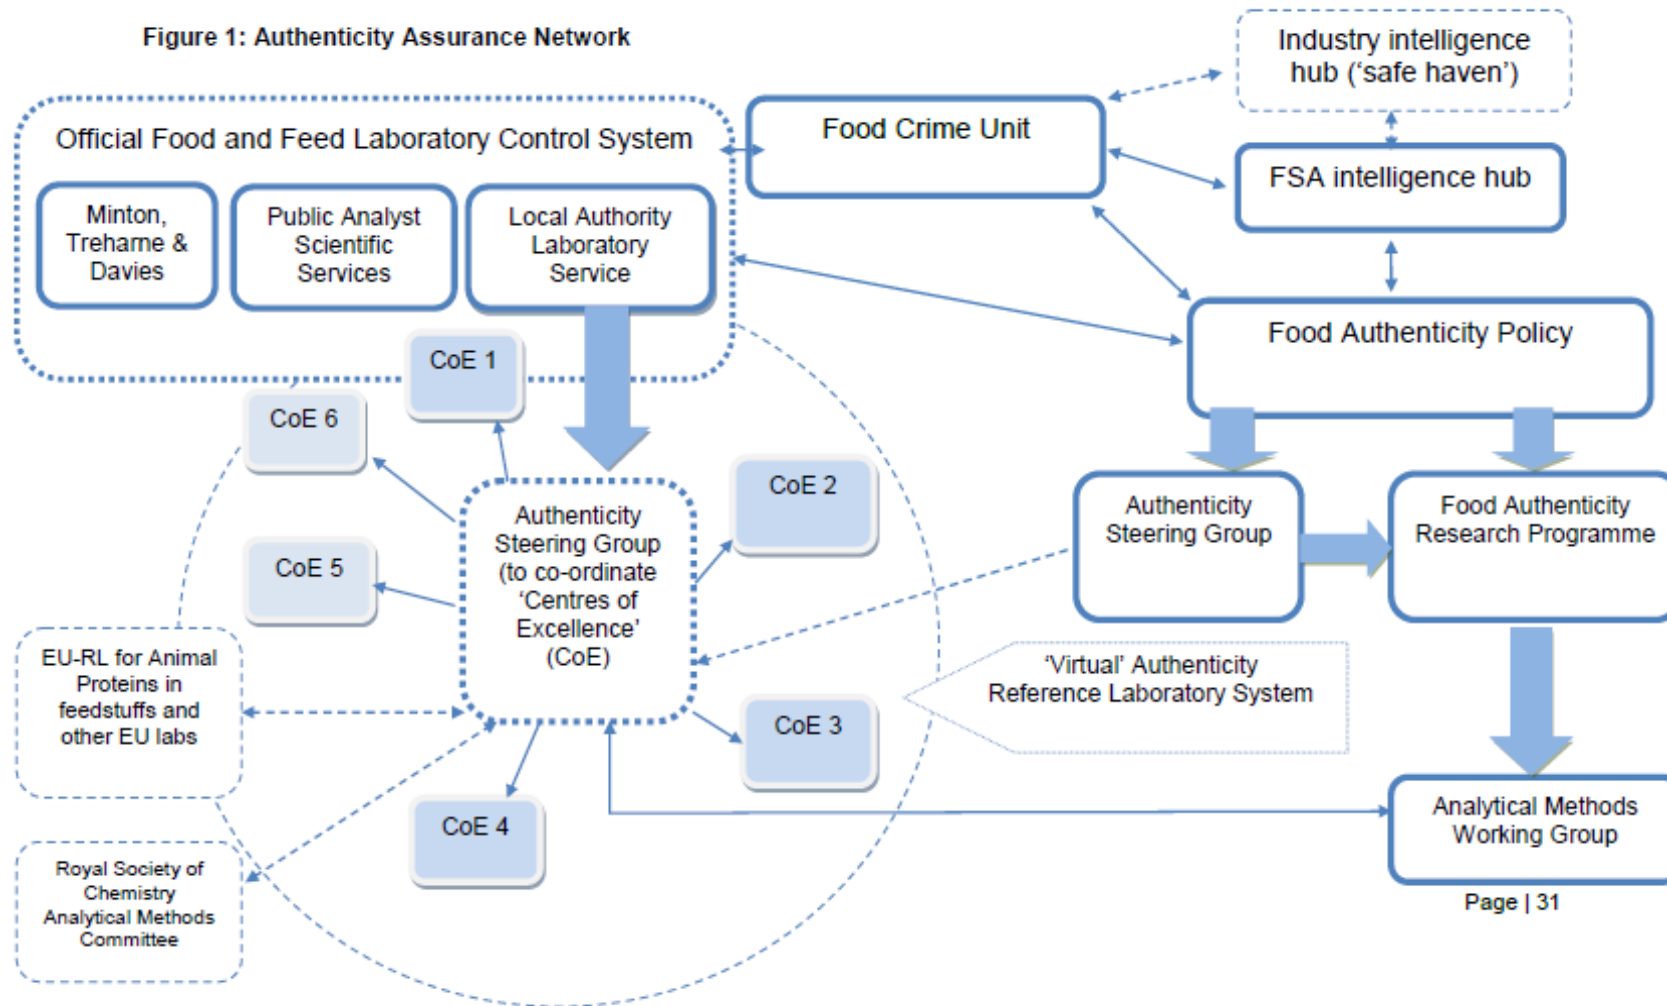 Figure 1: Authenticity Assurance Network
Industry intelligence
hub (‘safe haven’)
Official Food and Feed Laboratory Control System
Food Crime Unit
FSA intelligence hub
Minton,
Treharne &
Davies
Public Analyst
Scientific
Services
Local Authority
Laboratory
Service
Food Authenticity Policy
CoE 1
CoE 6
CoE 2
Authenticity
Steering Group
(to co-ordinate
‘Centres of
Excellence’
(CoE)
Authenticity
Steering Group
Food Authenticity
Research Programme
CoE 5
EU-RL for Animal
Proteins in
feedstuffs and
other EU labs
‘Virtual’ Authenticity
Reference Laboratory System
CoE 3
CoE 4
Analytical Methods
Working Group
Royal Society of
Chemistry
Analytical Methods
Committee
Page | 31